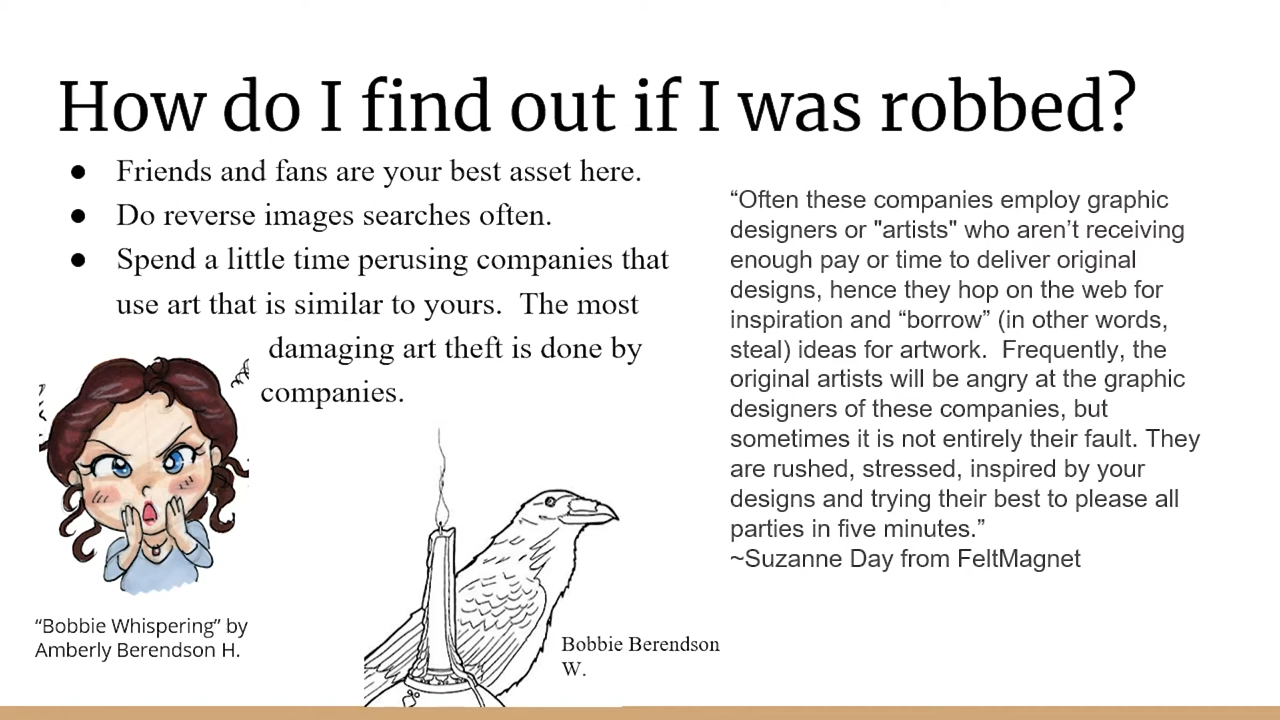 How do I find out if I was robbed?
● Friends and fans are your best asset here.
● Do reverse images searches often.
● Spend a little time perusing companies that
use art that is similar to yours.  The most
damaging art theft is done by
companies.
“Often these companies employ graphic
designers or "artists" who aren’t receiving
enough pay or time to deliver original
designs, hence they hop on the web for
inspiration and “borrow” (in other words,
steal) ideas for artwork.  Frequently, the
original artists will be angry at the graphic
designers of these companies, but
sometimes it is not entirely their fault. They
are rushed, stressed, inspired by your
designs and trying their best to please all
parties in five minutes.”
~Suzanne Day from FeltMagnet
“Bobbie Whispering” by
Amberly Berendson H.
Bobbie Berendson
W.